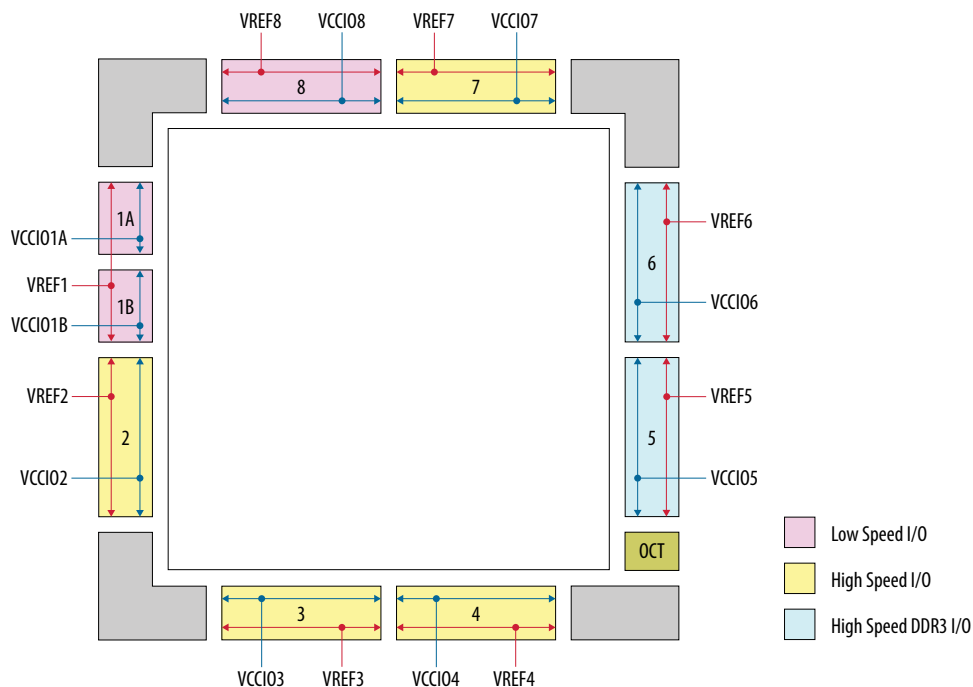 VREF8
VCCIO8
VREF7
VCCIO7
8
7
1A
VCCIO1A
VREF1
1B
VCCIO1B
VREF2
2
VCCIO2
VREF6
6
VCCIO6
VREF5
5
VCCIO5
OCT
Low Speed I/O
High Speed I/O
High Speed DDR3 I/O
3
4
VCCIO3
VREF3
VCCIO4
VREF4